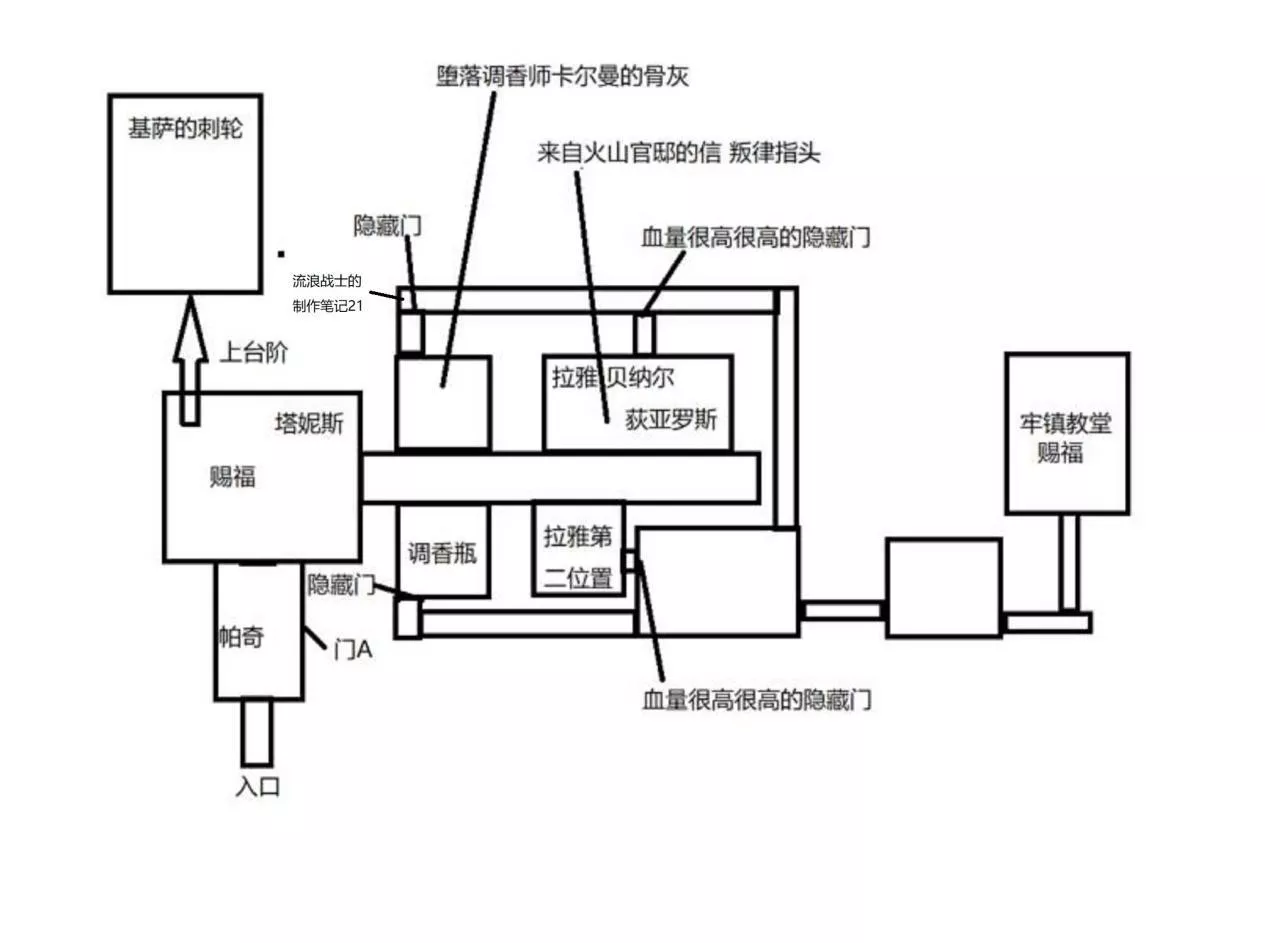 堕落调香师卡尔曼的骨灰
基萨的刺轮
来自火山官邸的信 叛律指头
隐藏门
血量很高很高的隐藏门
流浪战士的
制作笔记21
上台阶
拉雅 贝纳尔
荻亚罗斯
塔妮斯
赐福
牢镇教堂
赐福
调香瓶
拉雅第
二位置
隐藏门
帕奇
门A
血量很高很高的隐藏门
入口